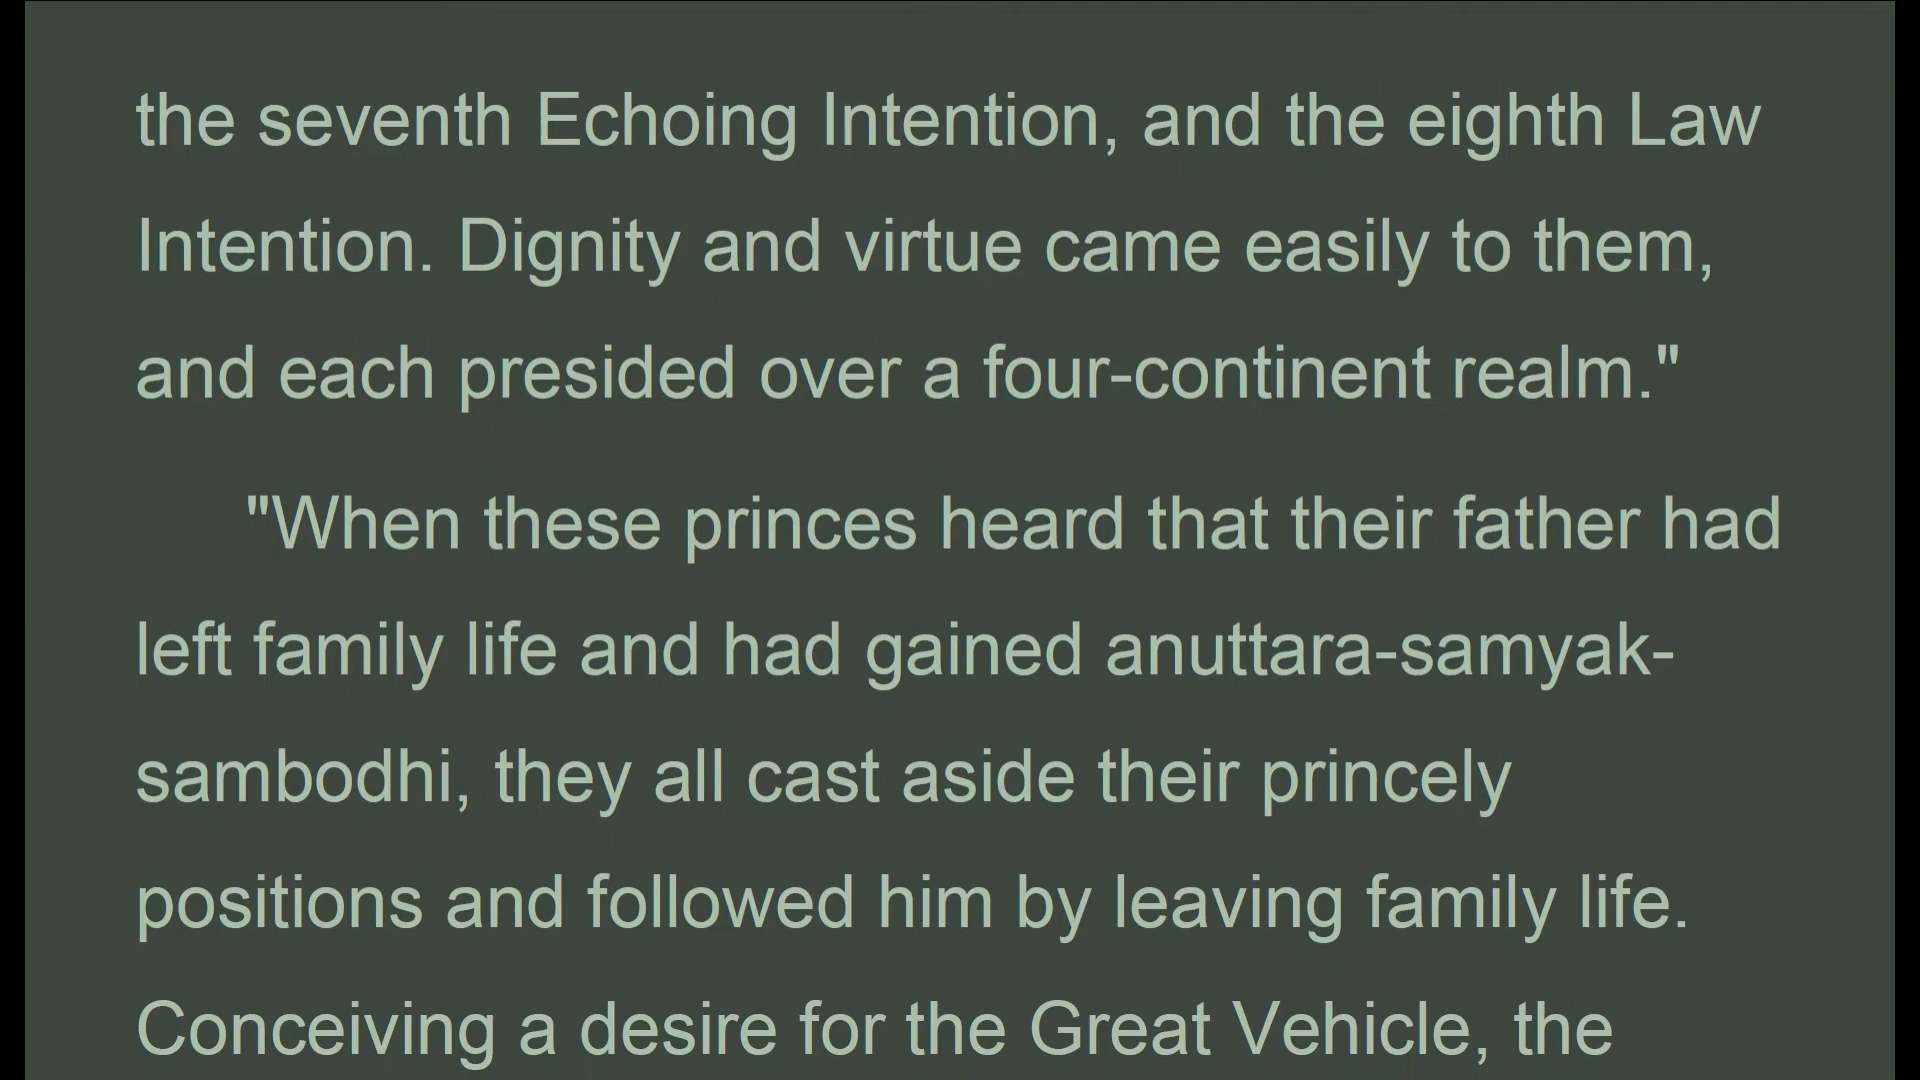 the seventh Echoing Intention, and the eighth Law
Intention. Dignity and virtue came easily to them,
and each presided over a four-continent realm."
"When these princes heard that their father had
left family life and had gained anuttara-samyak-
sambodhi, they all cast aside their princely
positions and followed him by leaving family life.
Conceiving a desire for the Great Vehicle, the